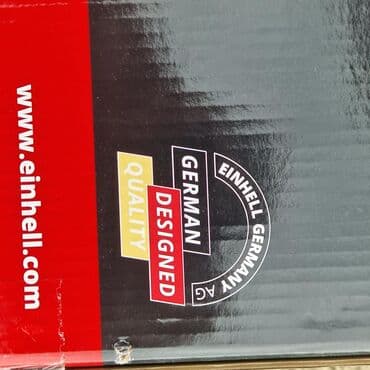 EINHELL GERMANY AG
GERMAN
DESIGNED
QUALITY
www.einhell.com